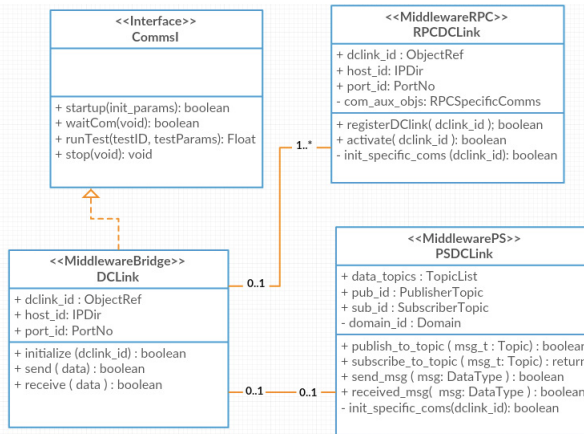 <<Interface>>
CommsI
+ startup(init_params): boolean
+ waitCom(void): boolean
+ runTest(testID, testParams): Float
+ stop(void): void
<<MiddlewareRPC>>
RPCDCLink
+ dclink_id : ObjectRef
+ host_id: IPDir
+ port_id: PortNo
- com_aux_objs: RPCSpecificComms
+ registerDClink( dclink_id ); boolean
+ activate( dclink_id ): boolean
- init_specific_coms (dclink_id): boolean
1..*
<<MiddlewareBridge>>
DCLink
+ dclink_id : ObjectRef
+ host_id: IPDir
+ port_id: PortNo
+ initialize (dclink_id) : boolean
+ send ( data) : boolean
+ receive ( data ) : boolean
0..1
0..1
0..1
<<MiddlewarePS>>
PSDCLink
+ data_topics : TopicList
+ pub_id : PublisherTopic
+ sub_id : SubscriberTopic
- domain_id : Domain
+ publish_to_topic ( msg_t : Topic) : boolean
+ subscribe_to_topic ( msg_t: Topic) : return
+ send_msg ( msg: DataType ) : boolean
+ received_msg( msg: DataType ) : boolean
- init_specific_coms(dclink_id): boolean